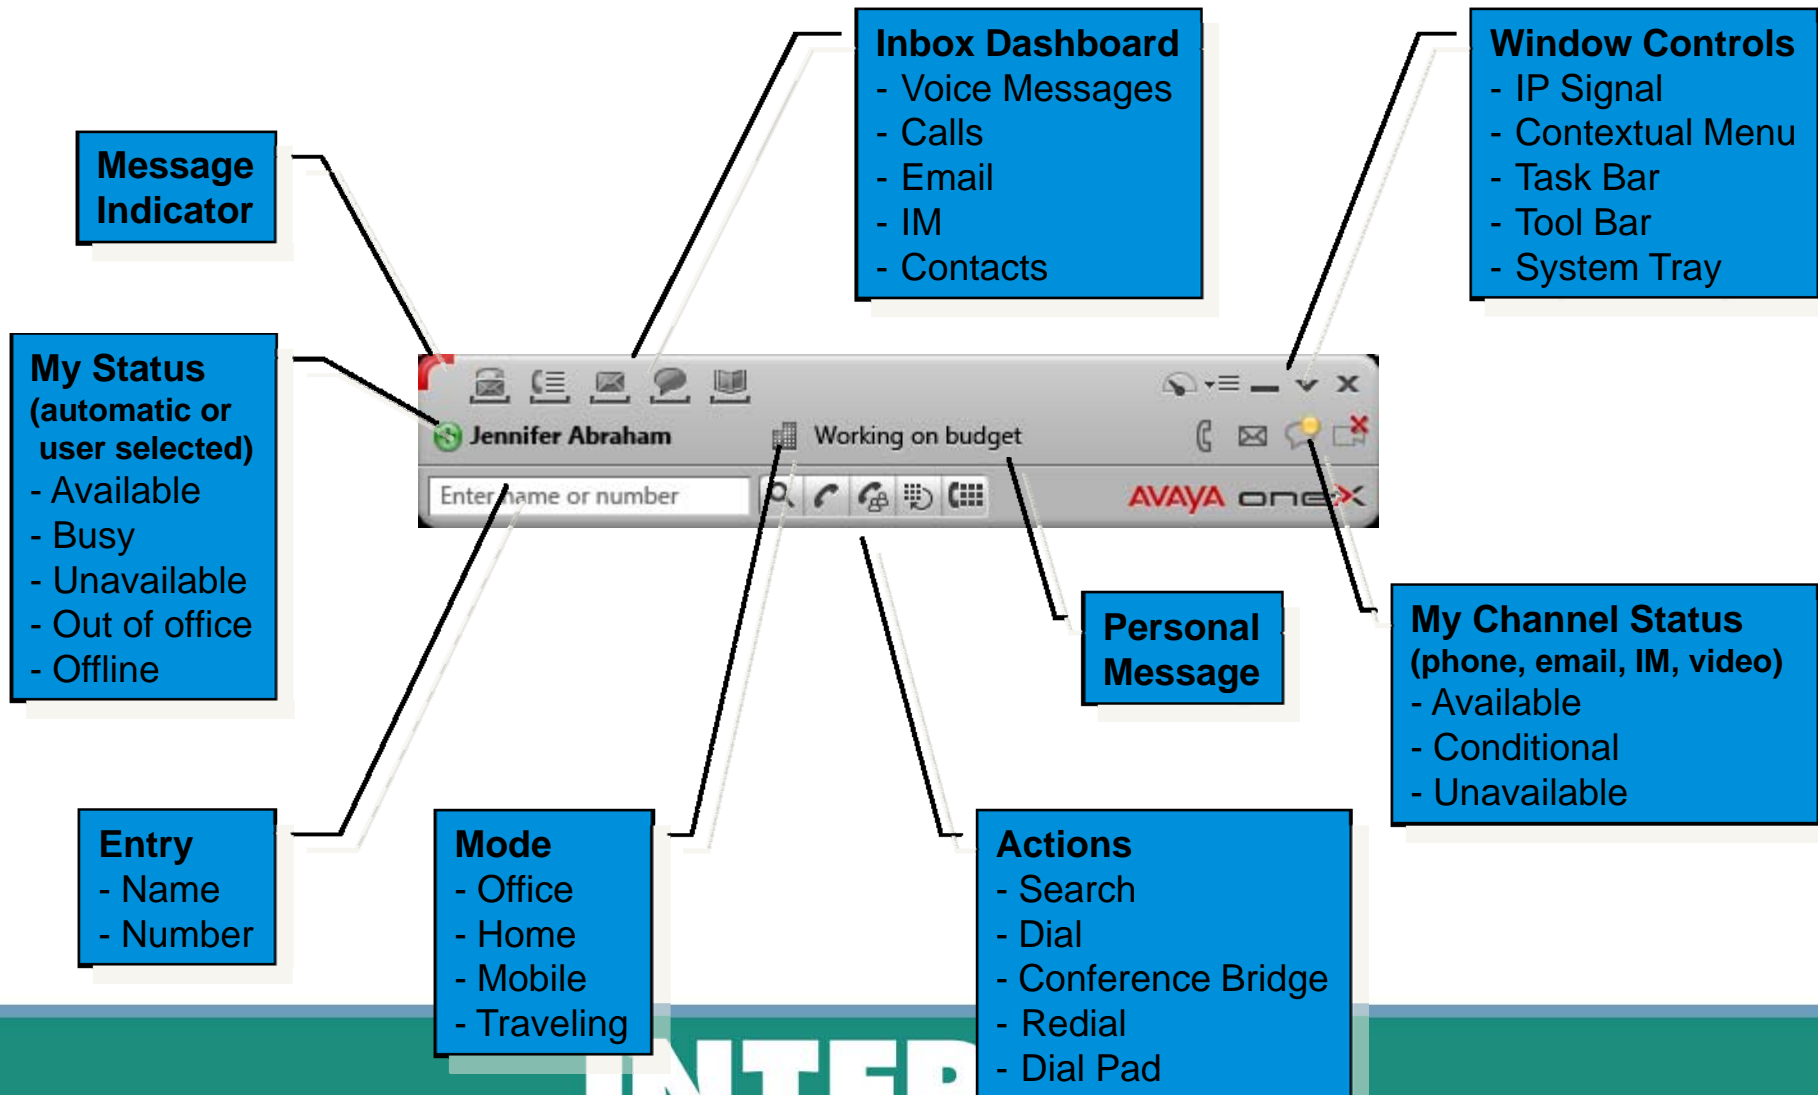 Inbox Dashboard
- Voice Messages
- Calls
- Email
- IM
- Contacts
Window Controls
- IP Signal
- Contextual Menu
- Task Bar
- Tool Bar
- System Tray
Message
Indicator
My Status
(automatic or
user selected)
- Available
- Busy
- Unavailable
- Out of office
- Offline
Jennifer Abraham
Working on budget
Enter name or number
AVAYA one-X
Personal
Message
My Channel Status
(phone, email, IM, video)
- Available
- Conditional
- Unavailable
Entry
- Name
- Number
Mode
- Office
- Home
- Mobile
- Traveling
Actions
- Search
- Dial
- Conference Bridge
- Redial
- Dial Pad